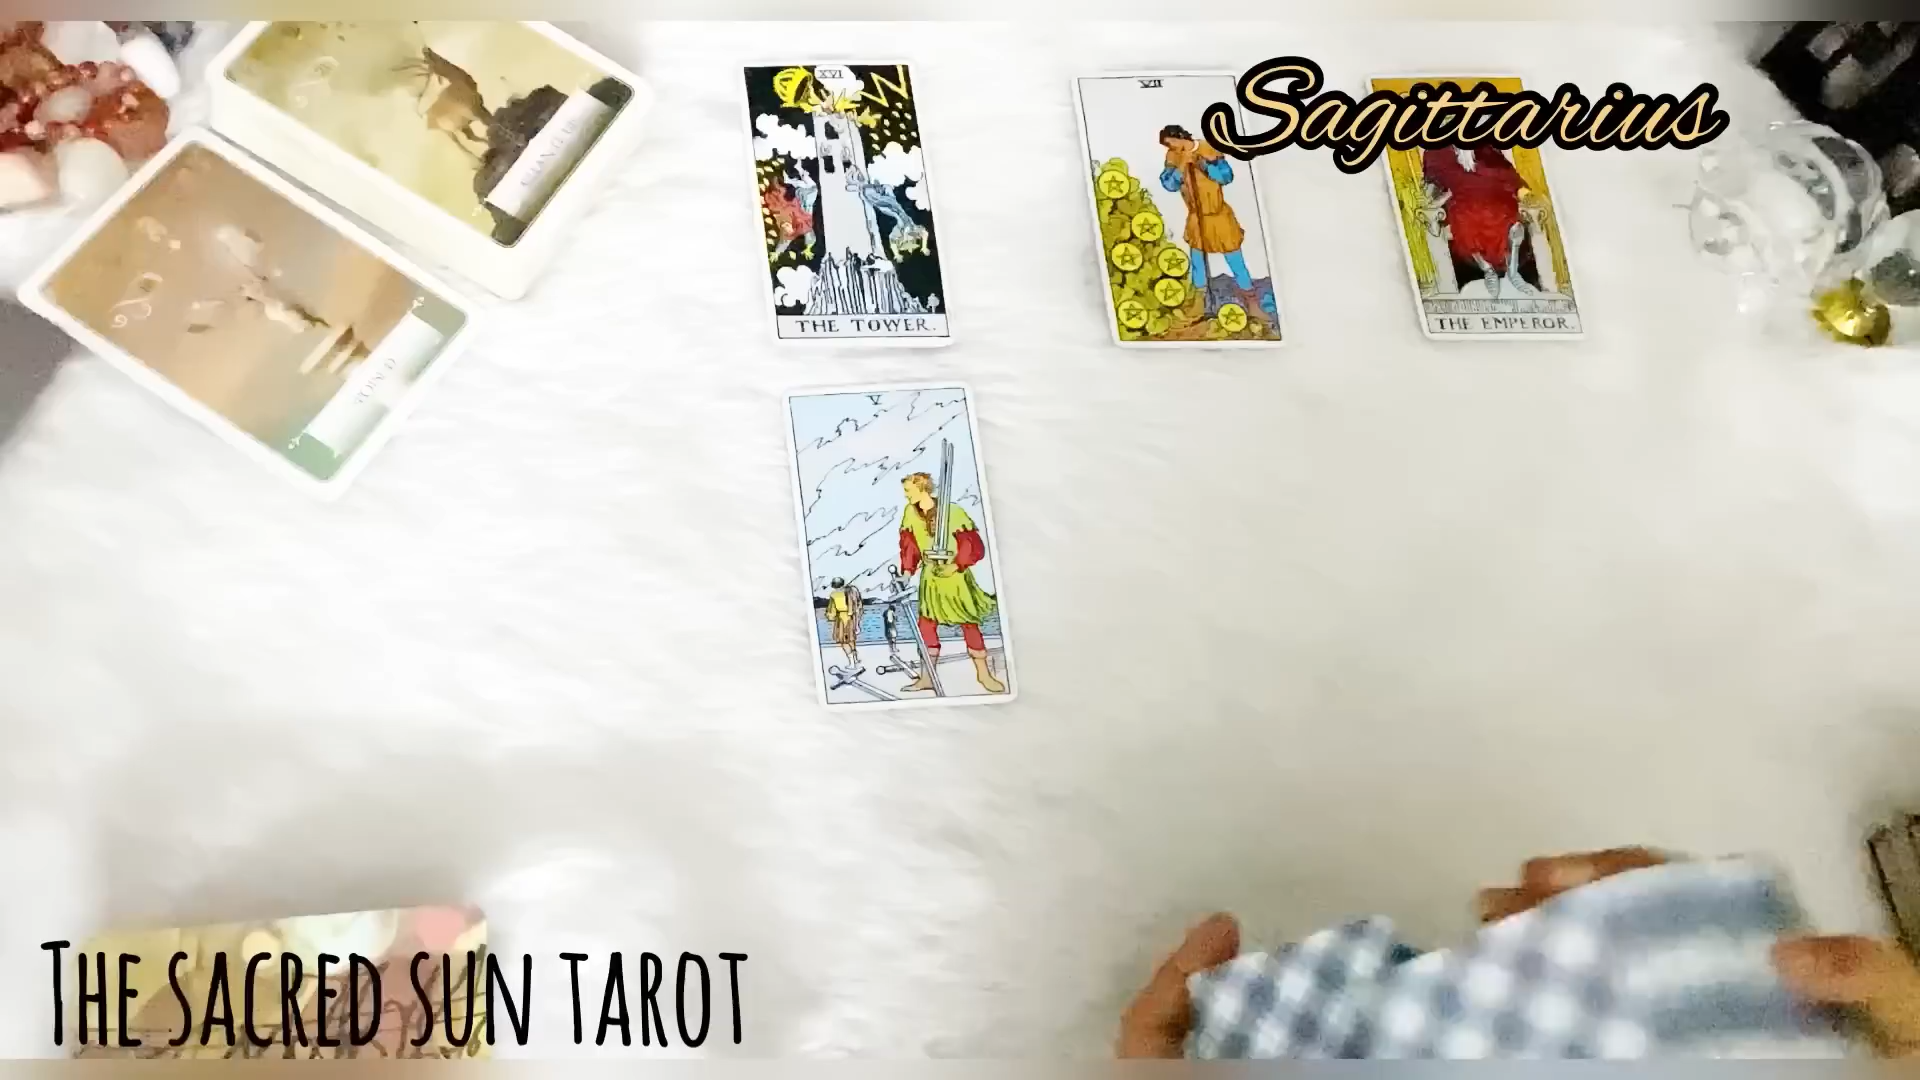 XVI
VII
Sagittarius
THE TOWER.
THE EMPEROR.
V
THE SACRED SUN TAROT